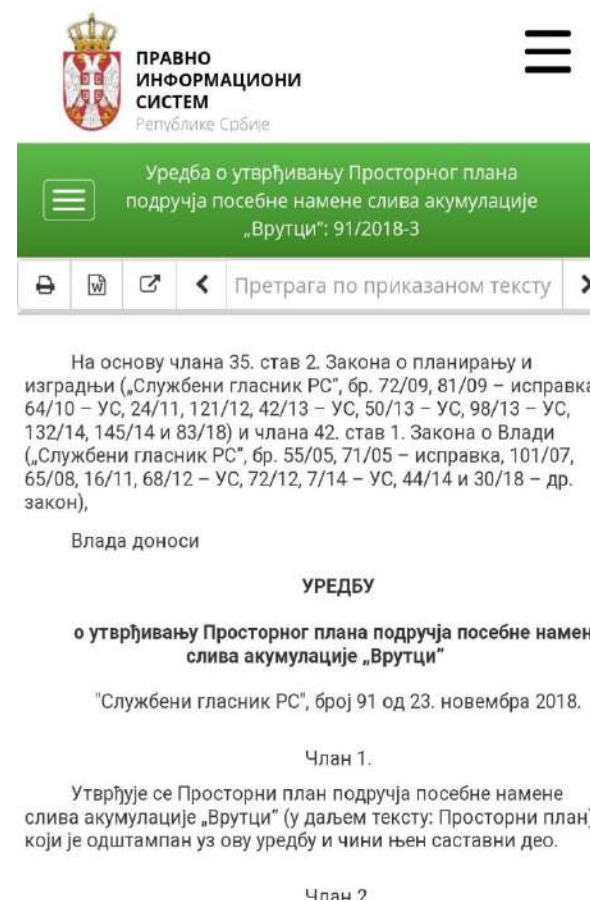 ПРАВНО
ИНФОРМАЦИОНИ
СИСТЕМ
Републике Србије
Уредба о утврђивању Просторног плана
подручја посебне намене слива акумулације
„Врутци”: 91/2018-3
Претрага по приказаном тексту
На основу члана 35. став 2. Закона о планирању и
изградњи („Службени гласник РС”, бр. 72/09, 81/09 – исправка
64/10 – УС, 24/11, 121/12, 42/13 – УС, 50/13 – УС, 98/13 – УС,
132/14, 145/14 и 83/18) и члана 42. став 1. Закона о Влади
(„Службени гласник РС”, бр. 55/05, 71/05 – исправка, 101/07,
65/08, 16/11, 68/12 – УС, 72/12, 7/14 – УС, 44/14 и 30/18 – др.
закон),
Влада доноси
УРЕДБУ
о утврђивању Просторног плана подручја посебне намен
слива акумулације „Врутци”
"Службени гласник РС", број 91 од 23. новембра 2018.
Члан 1.
Утврђује се Просторни план подручја посебне намене
слива акумулације „Врутци” (у даљем тексту: Просторни план)
који је одштампан уз ову уредбу и чини њен саставни део.
Члан 2